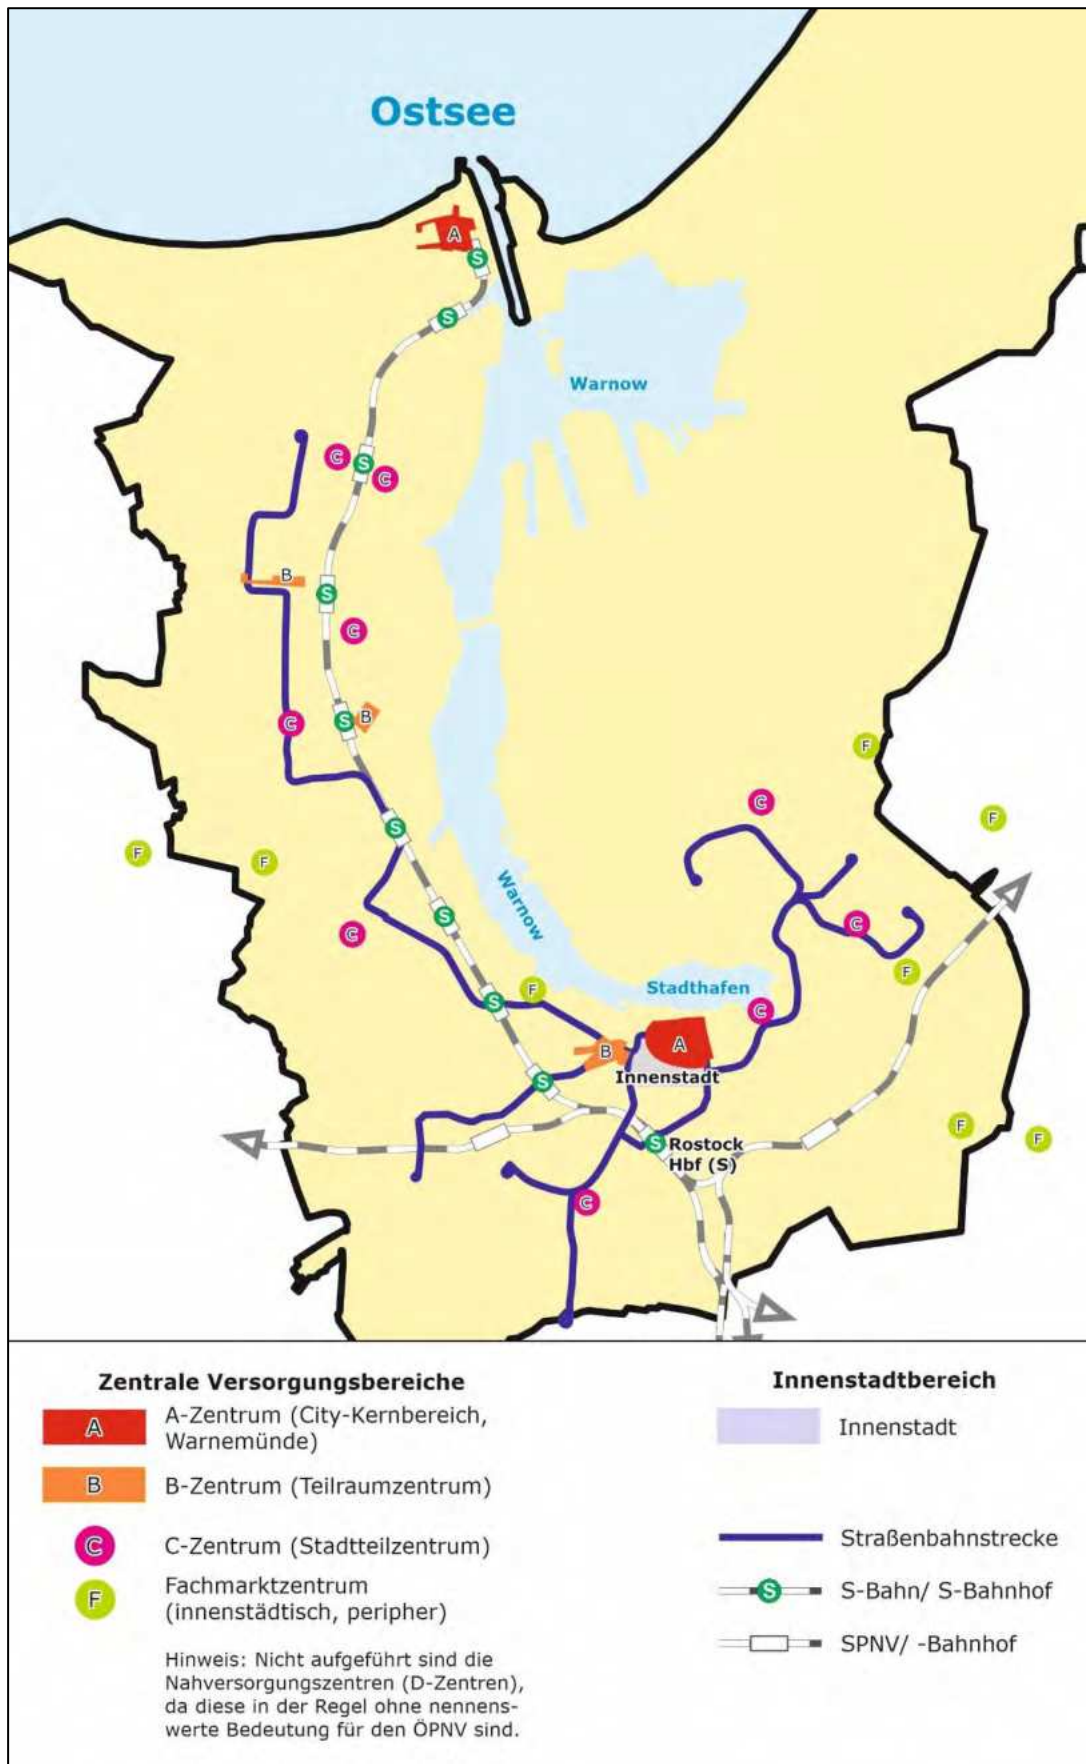 Ostsee
A
S
S
Warnow
C
S
C
B
S
C
S
B
C
F
C
F
S
F
F
Warnow
S
C
C
F
F
S
Stadthafen
C
B
A
Innenstadt
S
S
Rostock
Hbf (S)
F
F
C
Zentrale Versorgungsbereiche
A
A-Zentrum (City-Kernbereich,
Warnemünde)
B
B-Zentrum (Teilraumzentrum)
C
C-Zentrum (Stadtteilzentrum)
F
Fachmarktzentrum
(innenstädtisch, peripher)
Hinweis: Nicht aufgeführt sind die
Nahversorgungszentren (D-Zentren),
da diese in der Regel ohne nennens-
werte Bedeutung für den ÖPNV sind.
Innenstadtbereich
Innenstadt
Straßenbahnstrecke
S
S-Bahn/ S-Bahnhof
SPNV/ -Bahnhof